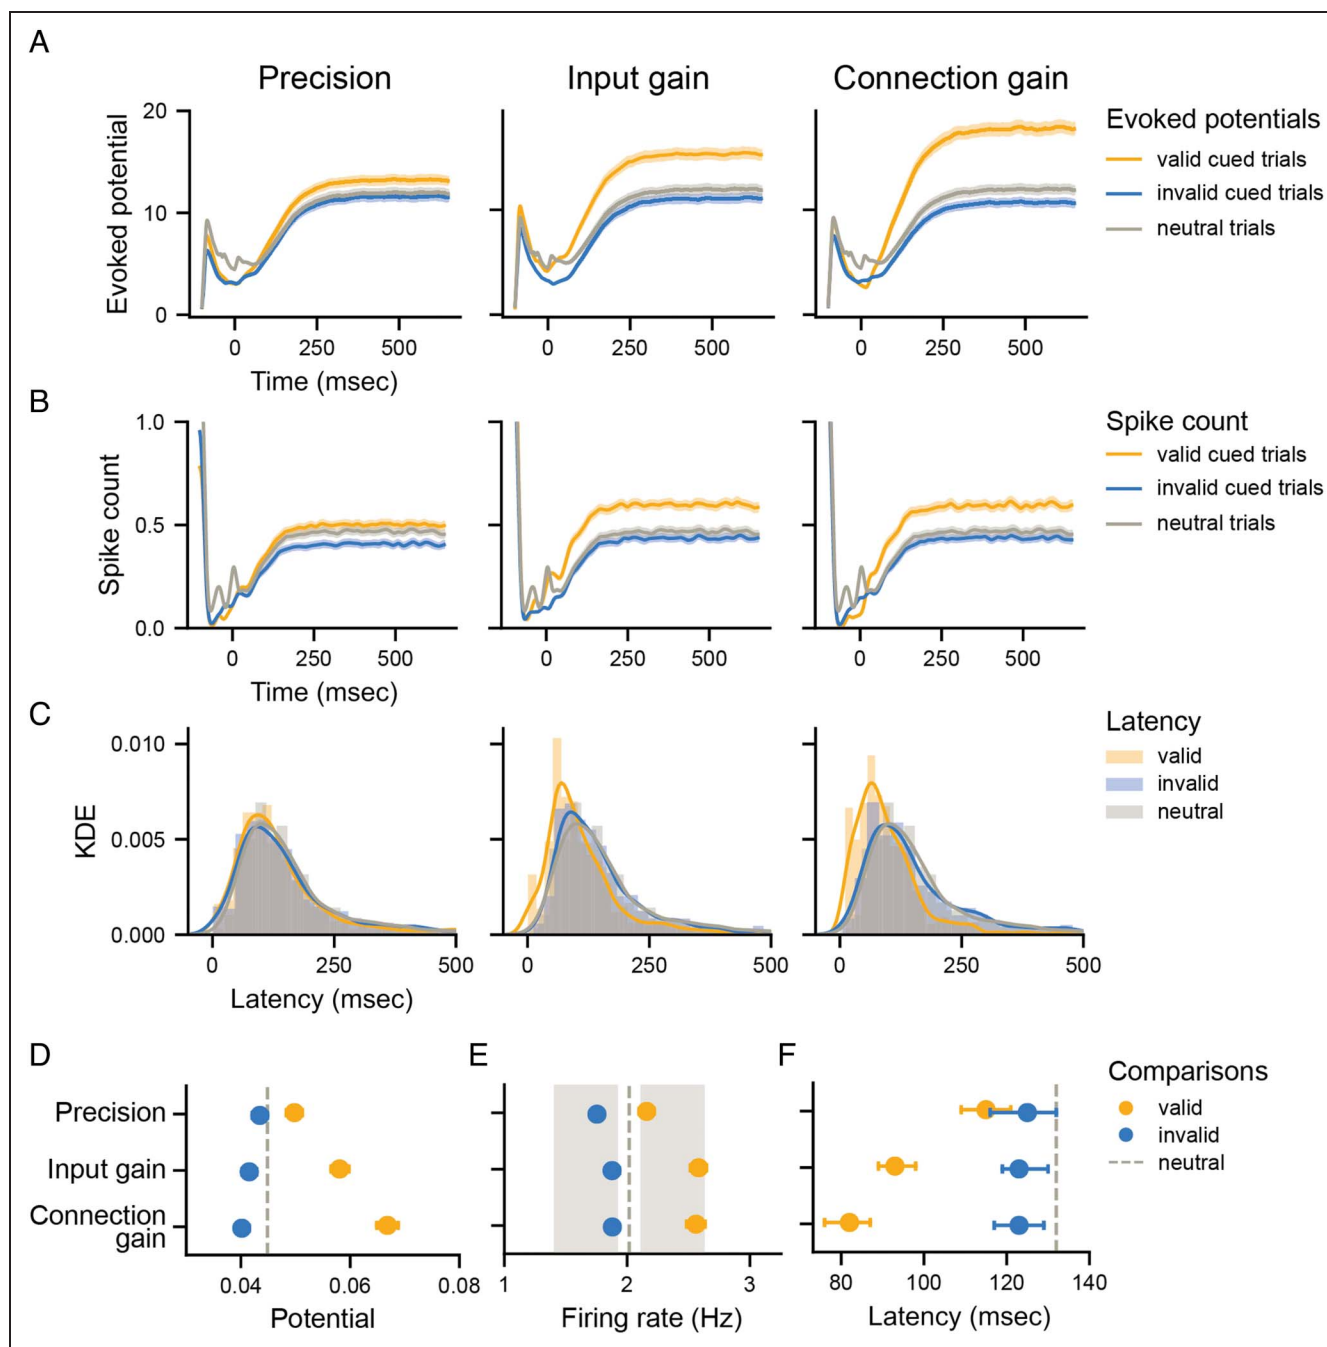 A
Precision
Input gain
Connection gain
20
10
0
Evoked potential
0 250 500
0 250 500
0 250 500
Time (msec)
Evoked potentials
valid cued trials
invalid cued trials
neutral trials
B
1.0
0.5
0.0
Spike count
0 250 500
0 250 500
0 250 500
Time (msec)
Spike count
valid cued trials
invalid cued trials
neutral trials
C
0.010
0.005
0.000
KDE
0 250 500
0 250 500
0 250 500
Latency (msec)
Latency
valid
invalid
neutral
D
Precision
Input gain
Connection
gain
0.04 0.06 0.08
Potential
E
1 2 3
Firing rate (Hz)
F
80 100 120 140
Latency (msec)
Comparisons
valid
invalid
neutral